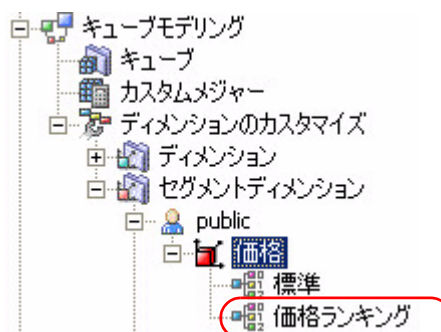 キューブモデリング
キューブ
カスタムメジャー
ディメンションのカスタマイズ
ディメンション
セグメントディメンション
public
価格
標準
価格ランキング